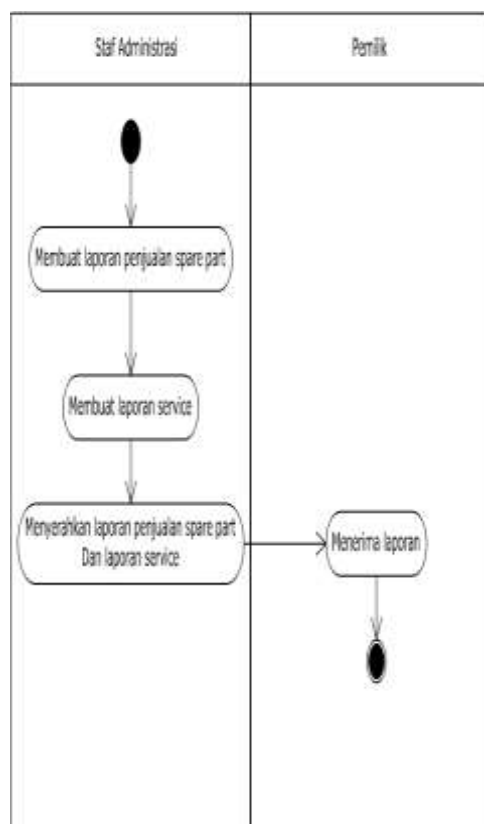 Staf Administrasi
Pemilik
Membuat laporan penjualan spare part
Membuat laporan service
Menyerahkan laporan penjualan spare part
Dan laporan service
Menerima laporan